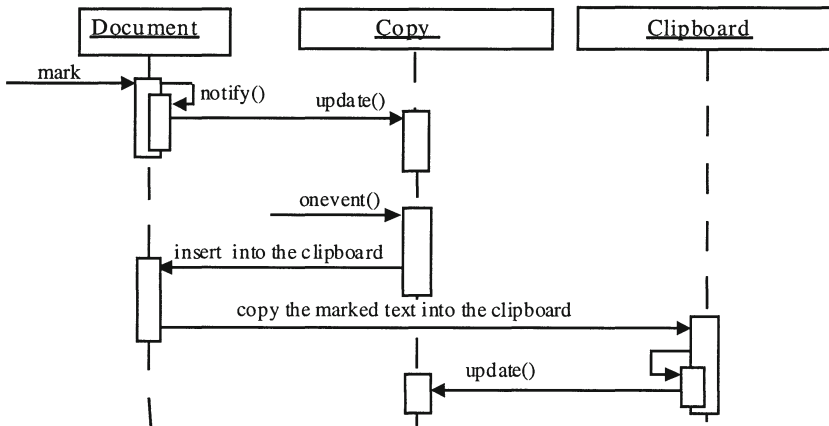 Document
Copy
Clipboard
mark
notify()
update()
onevent()
insert into the clipboard
copy the marked text into the clipboard
update()